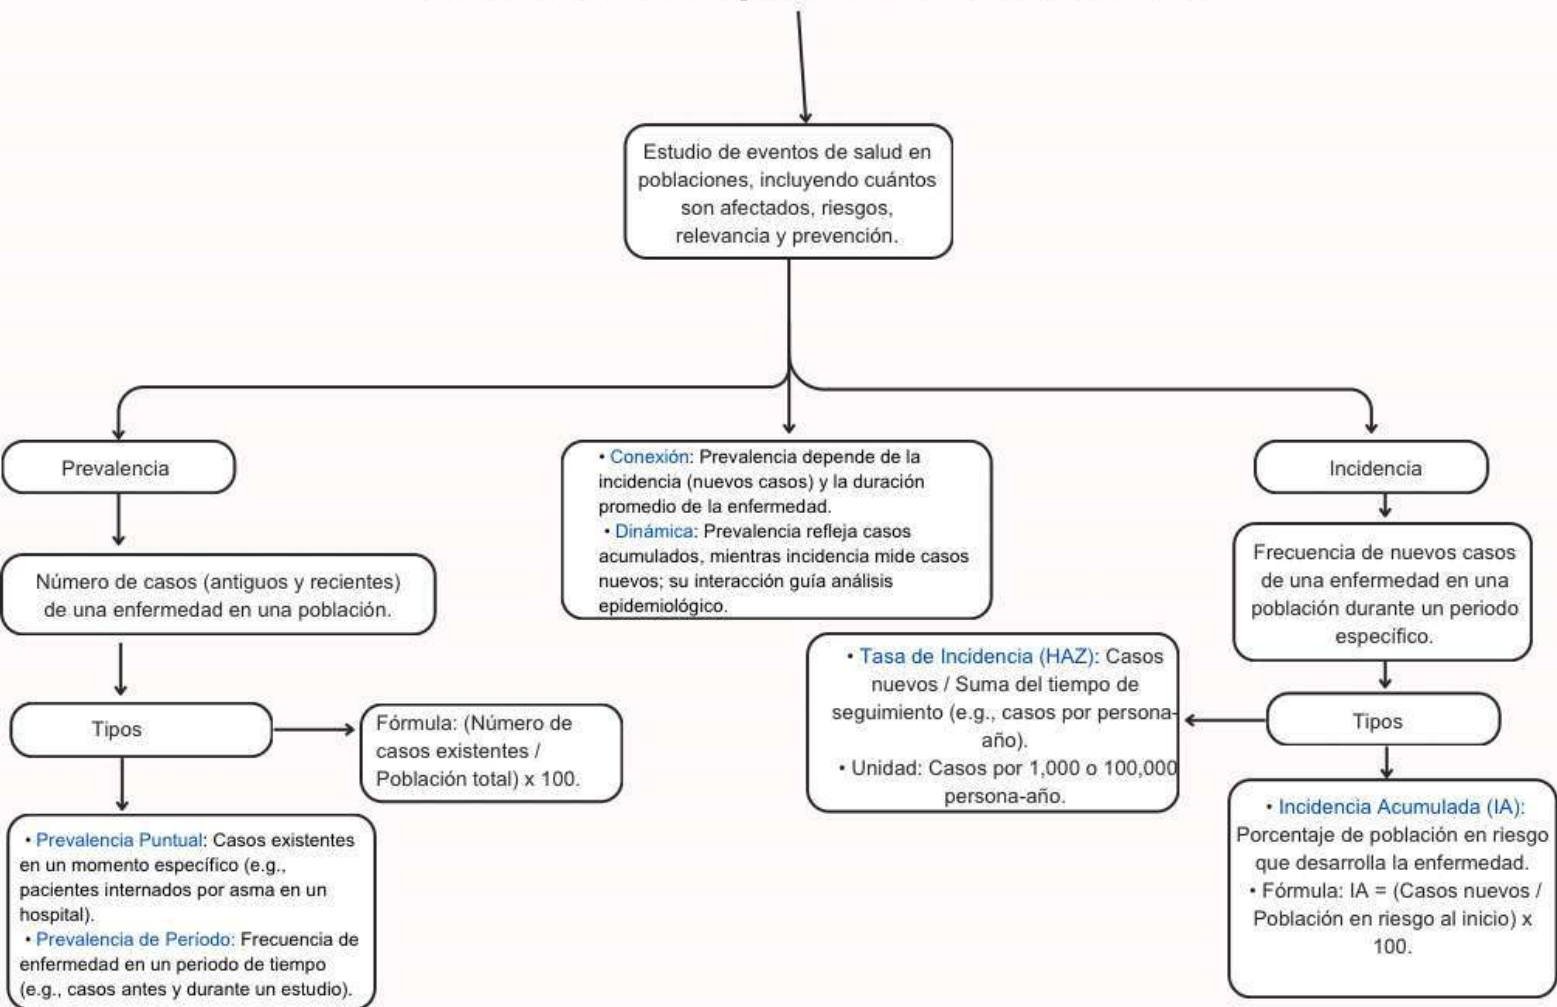 Estudio de eventos de salud en
poblaciones, incluyendo cuántos
son afectados, riesgos,
relevancia y prevención.
Prevalencia
Número de casos (antiguos y recientes)
de una enfermedad en una población.
Tipos
Fórmula: (Número de
casos existentes /
Población total) x 100.
• Prevalencia Puntual: Casos existentes
en un momento específico (e.g.,
pacientes internados por asma en un
hospital).
• Prevalencia de Período: Frecuencia de
enfermedad en un periodo de tiempo
(e.g., casos antes y durante un estudio).
• Conexión: Prevalencia depende de la
incidencia (nuevos casos) y la duración
promedio de la enfermedad.
• Dinámica: Prevalencia refleja casos
acumulados, mientras incidencia mide casos
nuevos; su interacción guía análisis
epidemiológico.
Incidencia
Frecuencia de nuevos casos
de una enfermedad en una
población durante un periodo
específico.
Tipos
• Tasa de Incidencia (HAZ): Casos
nuevos / Suma del tiempo de
seguimiento (e.g., casos por persona-
año).
• Unidad: Casos por 1,000 o 100,000
persona-año.
• Incidencia Acumulada (IA):
Porcentaje de población en riesgo
que desarrolla la enfermedad.
• Fórmula: IA = (Casos nuevos /
Población en riesgo al inicio) x
100.